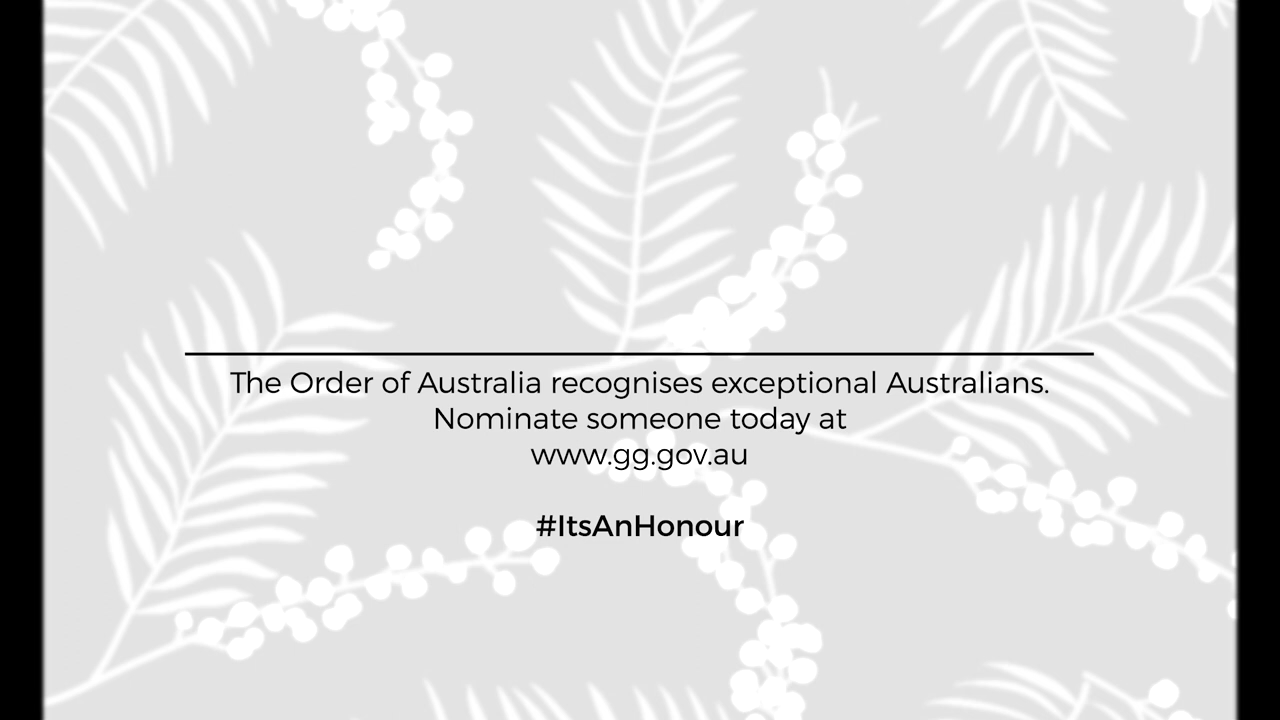 The Order of Australia recognises exceptional Australians.
Nominate someone today at
www.gg.gov.au
#ItsAnHonour